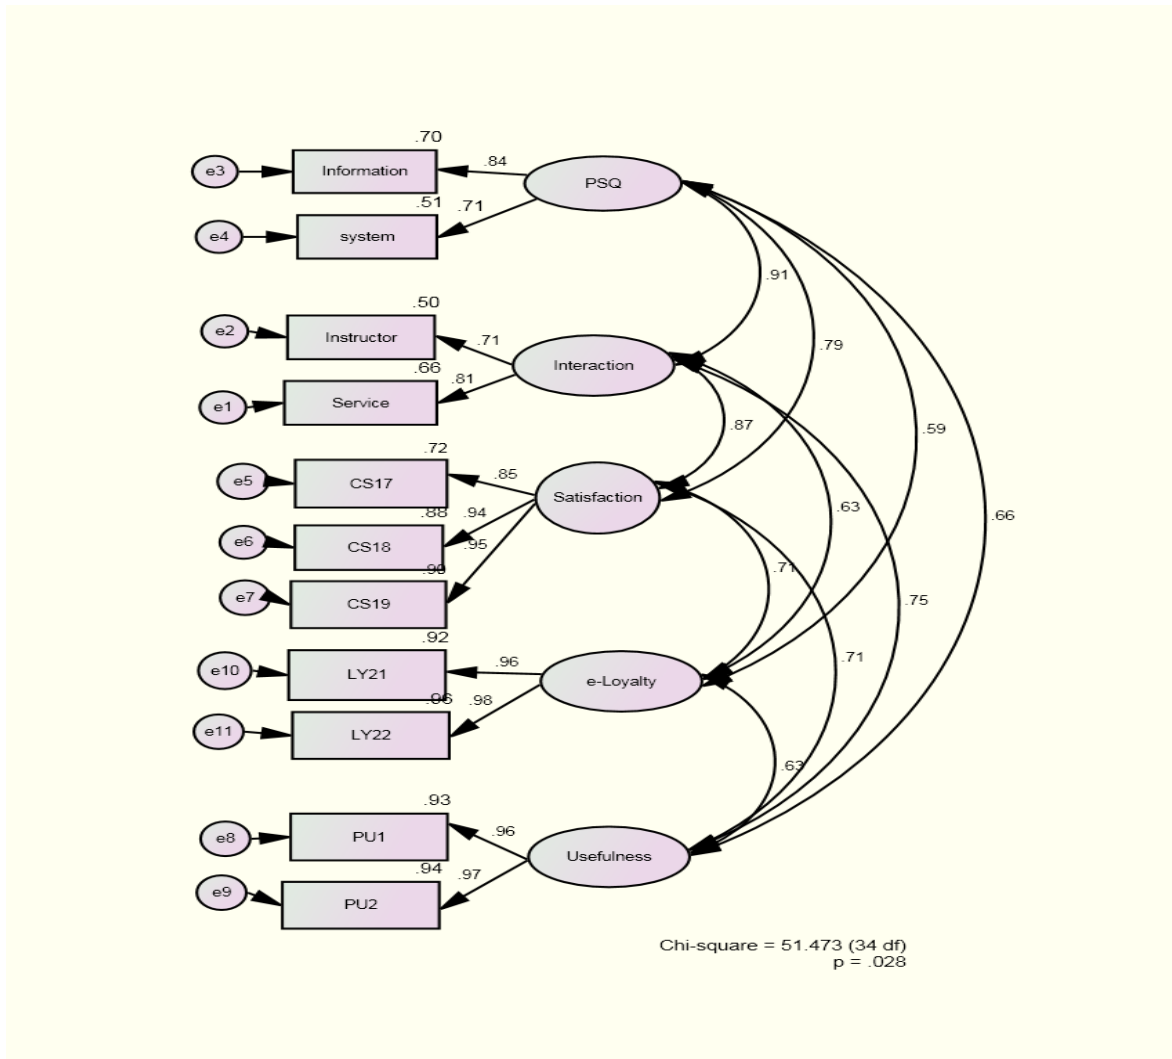 .70
e3
Information
.84
PSQ
.51
.71
e4
system
.91
.50
e2
Instructor
.71
.79
Interaction
.66
.81
e1
Service
.87
.59
.72
e5
CS17
.85
Satisfaction
.88
.94
e6
CS18
.95
.63
.66
.90
e7
CS19
.71
.75
.92
e10
LY21
.96
e-Loyalty
.71
.96
.98
e11
LY22
.63
.93
e8
PU1
.96
Usefulness
.94
.97
e9
PU2
Chi-square = 51.473 (34 df)
p = .028